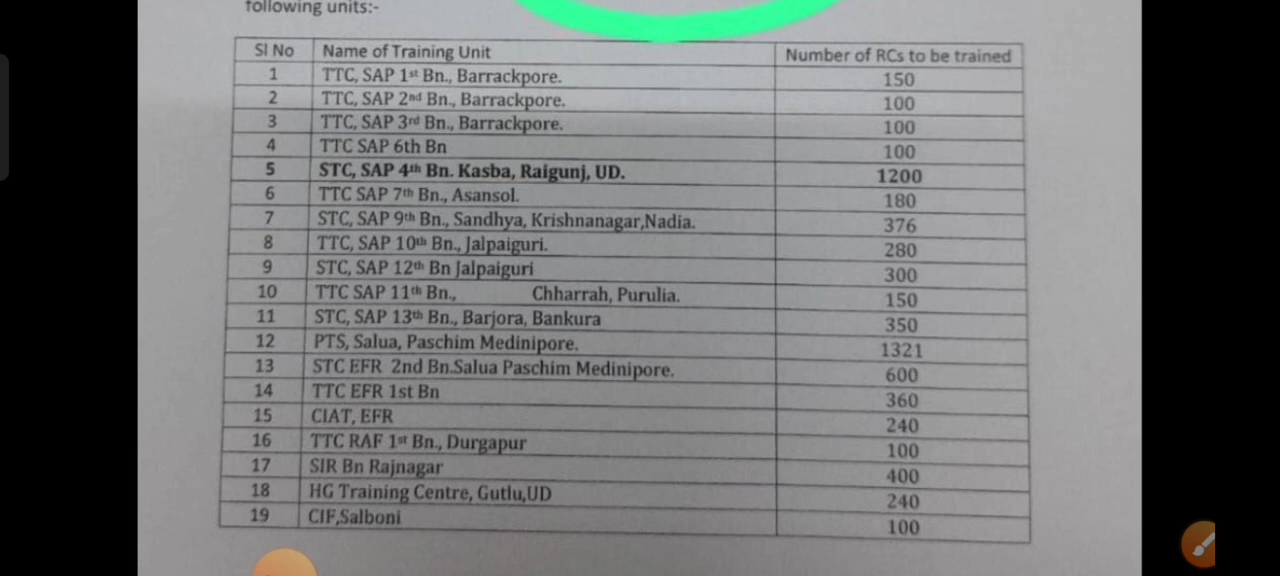 following units:-
Sl No Name of Training Unit Number of RCs to be trained
1 TTC, SAP 1st Bn., Barrackpore. 150
2 TTC, SAP 2nd Bn., Barrackpore. 100
3 TTC, SAP 3rd Bn., Barrackpore. 100
4 TTC SAP 6th Bn 100
5 STC, SAP 4th Bn. Kasba, Raigunj, UD. 1200
6 TTC SAP 7th Bn., Asansol. 180
7 STC, SAP 9th Bn., Sandhya, Krishnanagar,Nadia. 376
8 TTC, SAP 10th Bn., Jalpaiguri. 280
9 STC, SAP 12th Bn Jalpaiguri 300
10 TTC SAP 11th Bn., Chharrah, Purulia. 150
11 STC, SAP 13th Bn., Barjora, Bankura 350
12 PTS, Salua, Paschim Medinipore. 1321
13 STC EFR 2nd Bn.Salua Paschim Medinipore. 600
14 TTC EFR 1st Bn 360
15 CIAT, EFR 240
16 TTC RAF 1st Bn., Durgapur 100
17 SIR Bn Rajnagar 400
18 HG Training Centre, Gutlu,UD 240
19 CIF,Salboni 100